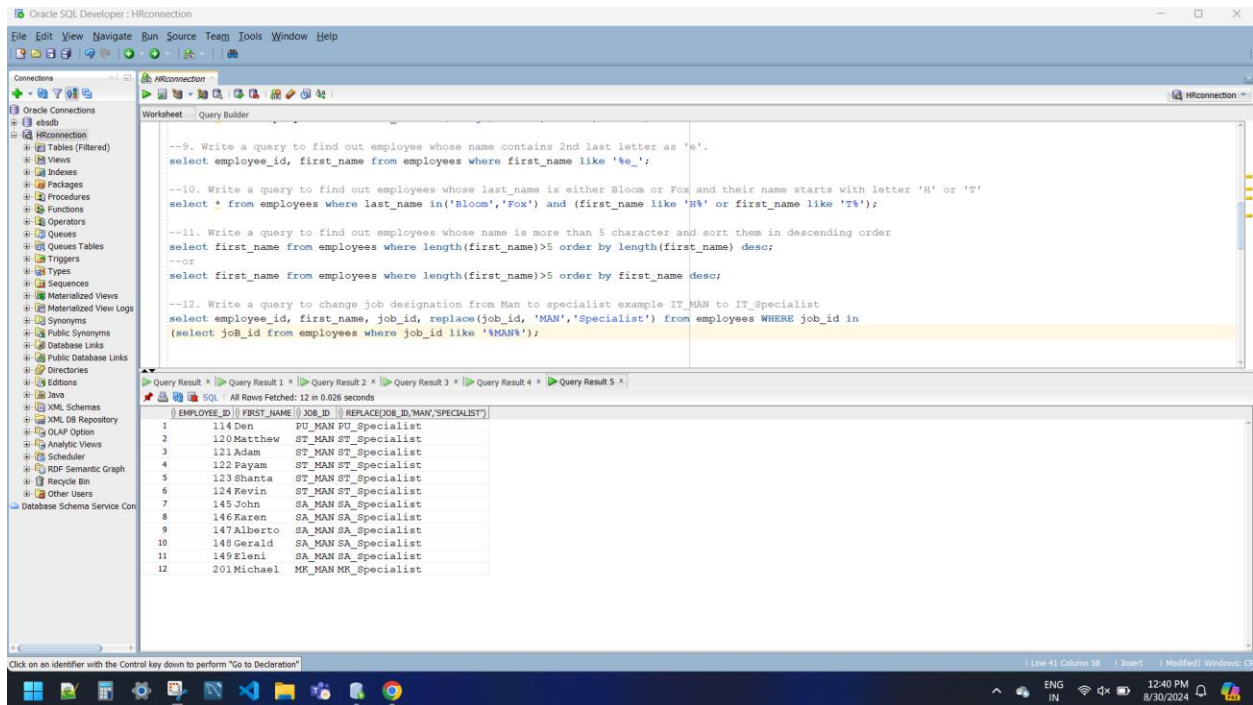 Oracle SQL Developer : HRconnection
File Edit View Navigate Run Source Team Tools Window Help
Connections
HRconnection
HRconnection
Oracle Connections
ebsdb
HRconnection
Tables (Filtered)
Views
Indexes
Packages
Procedures
Functions
Operators
Queues
Queues Tables
Triggers
Types
Sequences
Materialized Views
Materialized View Logs
Synonyms
Public Synonyms
Database Links
Public Database Links
Directories
Editions
Java
XML Schemas
XML DB Repository
OLAP Option
Analytic Views
Scheduler
RDF Semantic Graph
Recycle Bin
Other Users
Database Schema Service Con
Worksheet Query Builder
--9. Write a query to find out employee whose name contains 2nd last letter as 'e'.
select employee_id, first_name from employees where first_name like '%e_';
--10. Write a query to find out employees whose last_name is either Bloom or Fox and their name starts with letter 'H' or 'T'
select * from employees where last_name in('Bloom','Fox') and (first_name like 'H%' or first_name like 'T%');
--11. Write a query to find out employees whose name is more than 5 character and sort them in descending order
select first_name from employees where length(first_name)>5 order by length(first_name) desc;
--or
select first_name from employees where length(first_name)>5 order by first_name desc;
--12. Write a query to change job designation from Man to specialist example IT_MAN to IT_Specialist
select employee_id, first_name, job_id, replace(job_id, 'MAN','Specialist') from employees WHERE job_id in
(select joB_id from employees where job_id like '%MAN%');
Query Result × Query Result 1 × Query Result 2 × Query Result 3 × Query Result 4 × Query Result 5 ×
SQL | All Rows Fetched: 12 in 0.026 seconds
EMPLOYEE_ID FIRST_NAME JOB_ID REPLACE(JOB_ID,'MAN','SPECIALIST')
1 114 Den PU_MAN PU_Specialist
2 120 Matthew ST_MAN ST_Specialist
3 121 Adam ST_MAN ST_Specialist
4 122 Payam ST_MAN ST_Specialist
5 123 Shanta ST_MAN ST_Specialist
6 124 Kevin ST_MAN ST_Specialist
7 145 John SA_MAN SA_Specialist
8 146 Karen SA_MAN SA_Specialist
9 147 Alberto SA_MAN SA_Specialist
10 148 Gerald SA_MAN SA_Specialist
11 149 Eleni SA_MAN SA_Specialist
12 201 Michael MK_MAN MK_Specialist
Click on an identifier with the Control key down to perform "Go to Declaration"
Line 41 Column 58 | Insert | Modified | Windows: CR
ENG
IN
12:40 PM
8/30/2024